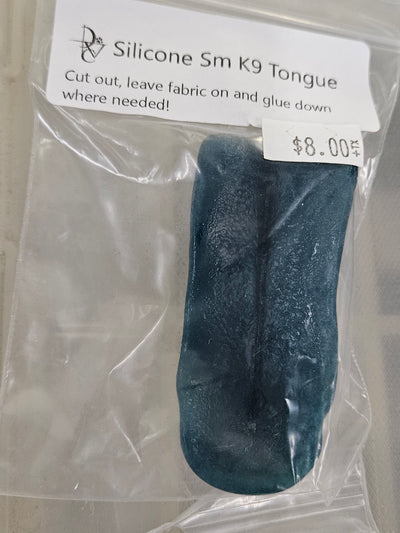 Silicone Sm K9 Tongue
Cut out, leave fabric on and glue down
where needed!
$8.00